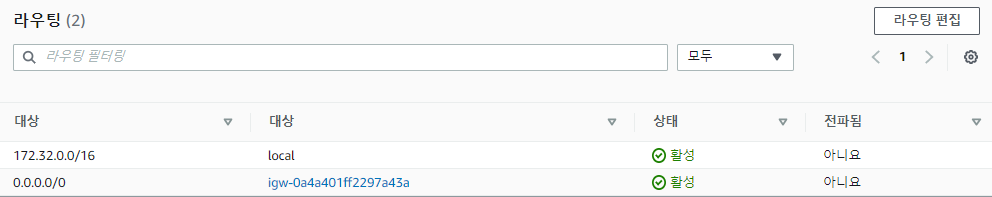 라우팅 (2)
라우팅 편집
라우팅 필터링
모두
1
대상 대상 상태 전파됨
172.32.0.0/16 local 활성 아니요
0.0.0.0/0 igw-0a4a401ff2297a43a 활성 아니요